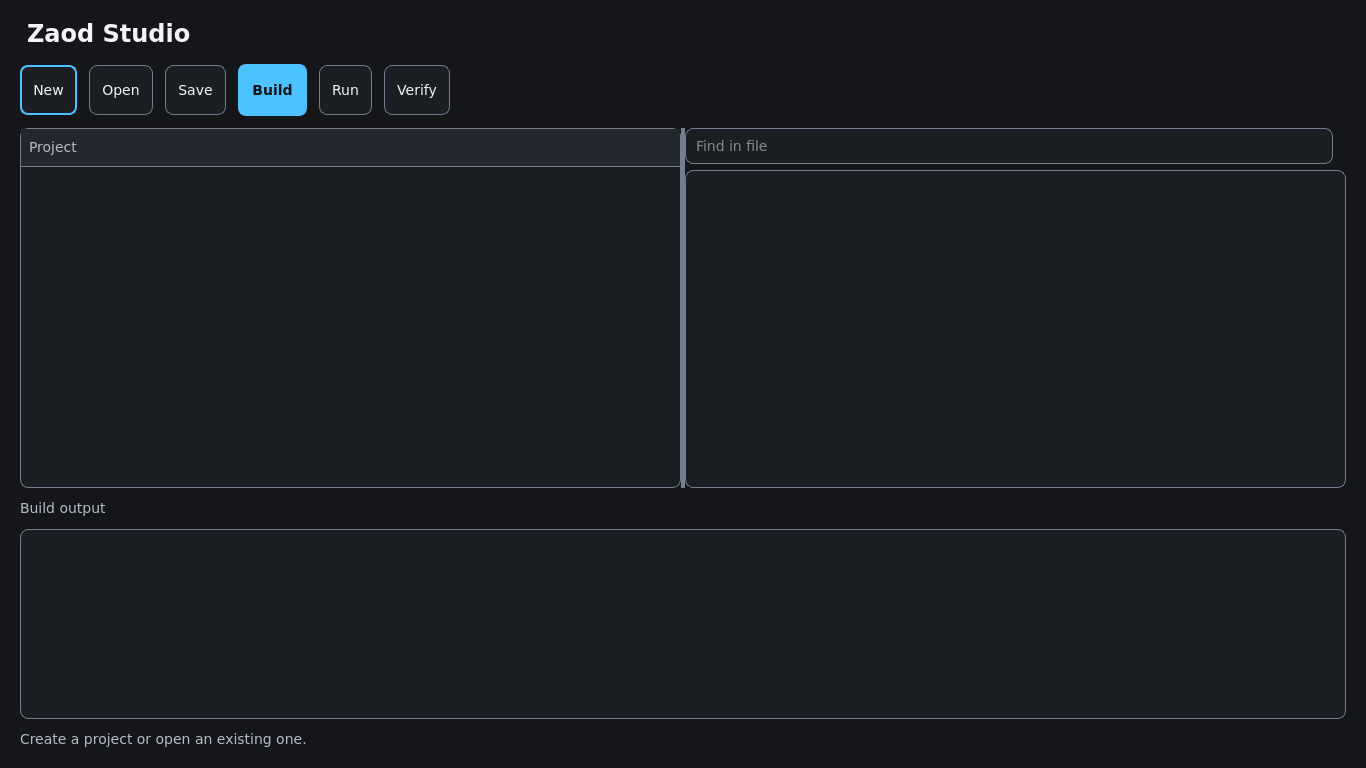 Zaod Studio
New Open Save Build Run Verify
Project
Find in file
Build output
Create a project or open an existing one.